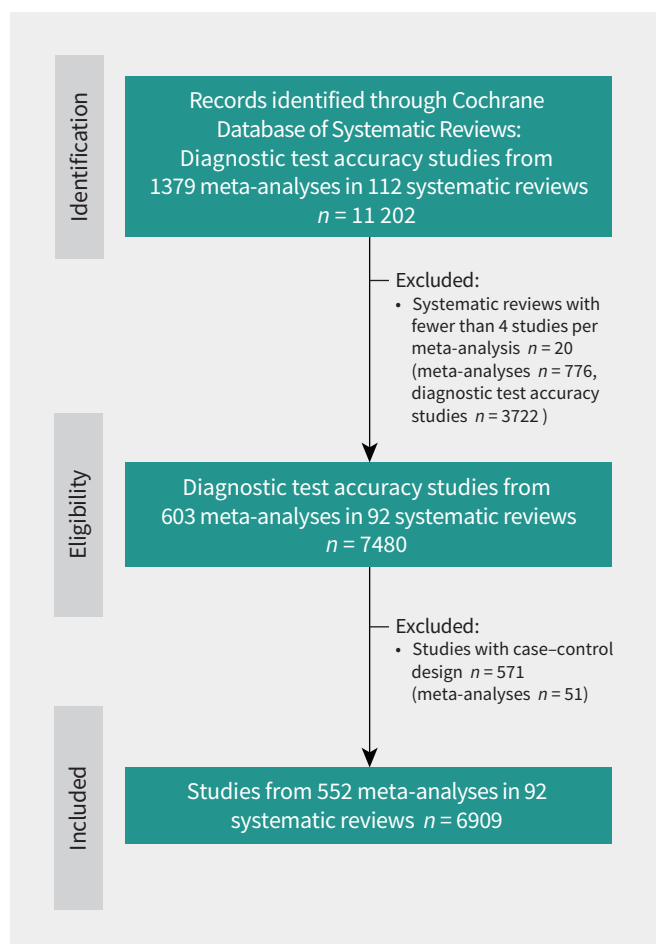 Identification
Records identified through Cochrane
Database of Systematic Reviews:
Diagnostic test accuracy studies from
1379 meta-analyses in 112 systematic reviews
n = 11 202
Excluded:
• Systematic reviews with
fewer than 4 studies per
meta-analysis n = 20
(meta-analyses n = 776,
diagnostic test accuracy
studies n = 3722 )
Eligibility
Diagnostic test accuracy studies from
603 meta-analyses in 92 systematic reviews
n = 7480
Excluded:
• Studies with case–control
design n = 571
(meta-analyses n = 51)
Included
Studies from 552 meta-analyses in 92
systematic reviews n = 6909